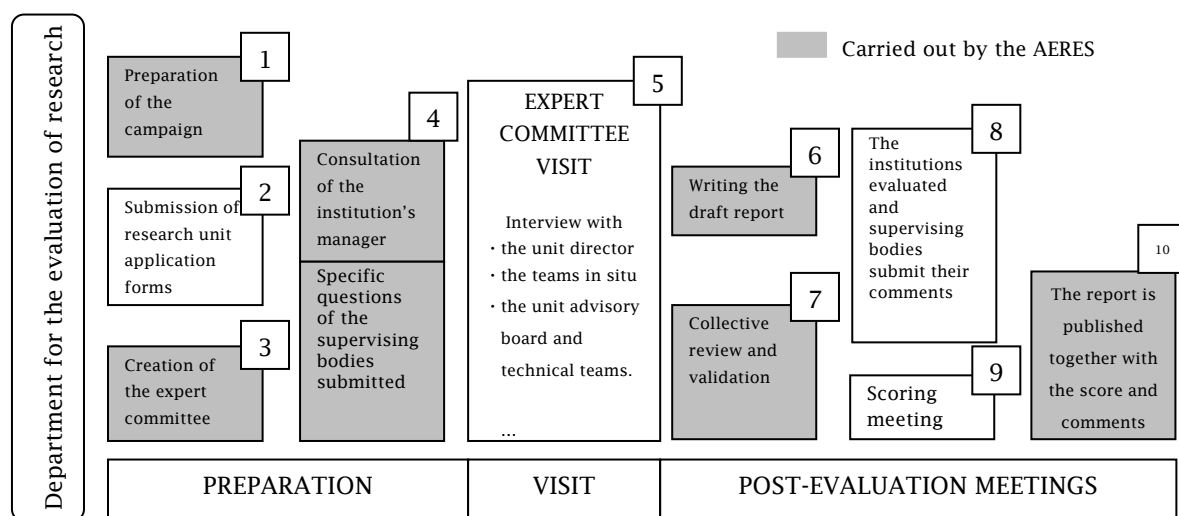 Department for the evaluation of research
Carried out by the AERES
1
Preparation
of the
campaign
2
Submission of
research unit
application
forms
3
Creation of
the expert
committee
4
Consultation
of the
institution's
manager
Specific
questions
of the
supervising
bodies
submitted
5
EXPERT
COMMITTEE
VISIT
Interview with
· the unit director
· the teams in situ
· the unit advisory
board and
technical teams.
...
6
Writing the
draft report
7
Collective
review and
validation
8
The
institutions
evaluated
and
supervising
bodies
submit their
comments
9
Scoring
meeting
10
The report is
published
together with
the score and
comments
PREPARATION
VISIT
POST-EVALUATION MEETINGS